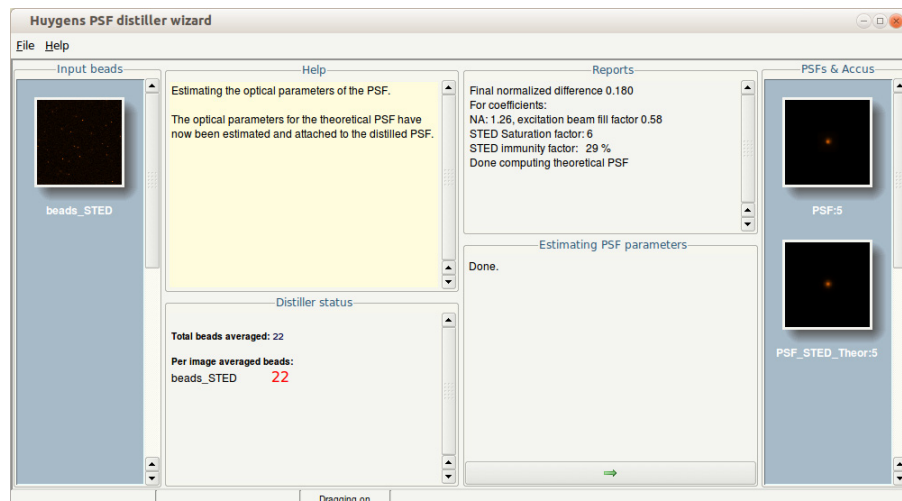 Huygens PSF distiller wizard
File Help
Input beads
beads_STED
Help
Estimating the optical parameters of the PSF.
The optical parameters for the theoretical PSF have
now been estimated and attached to the distilled PSF.
Distiller status
Total beads averaged: 22
Per image averaged beads:
beads_STED 22
Reports
Final normalized difference 0.180
For coefficients:
NA: 1.26, excitation beam fill factor 0.58
STED Saturation factor: 6
STED immunity factor: 29 %
Done computing theoretical PSF
Estimating PSF parameters
Done.
PSFs & Accus
PSF:5
PSF_STED_Theor:5
Dragging on